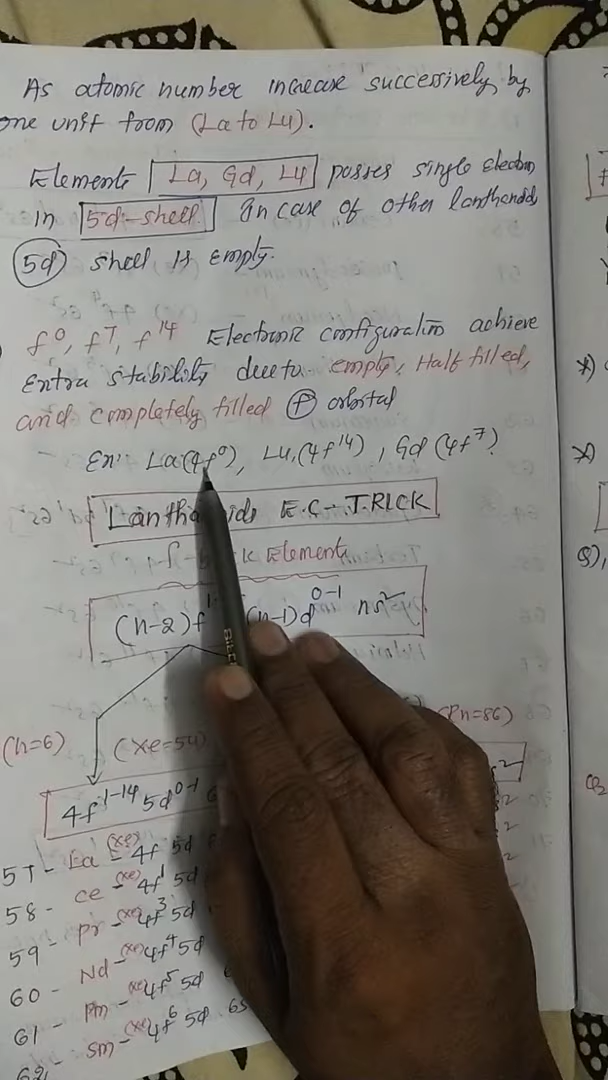 As atomic number increase successively by
one unit from (La to Lu).
Elements La, Gd, Lu posses single electron
in 5d-shell. In case of other lanthanoid
5d shell is empty.
f⁰, f⁷, f¹⁴ Electronic configuration achieve
extra stability due to empty, Half filled,
and completely filled f orbital
Ex: La(4f⁰), Lu,(4f¹⁴), Gd (4f⁷)
Lanthanoids E.C - TRICK
Elements
(n-2)f (n-1)d⁰⁻¹ ns²
(n=6) (Xe=54) (Rn=86)
4f¹⁻¹⁴ 5d⁰⁻¹ 6
57 - La - (Xe) 4f 5d
58 - Ce - (Xe) 4f¹ 5d
59 - Pr - (Xe) 4f³ 5d
60 - Nd - (Xe) 4f⁴ 5d
61 - Pm - (Xe) 4f⁵ 5d
62 - Sm - (Xe) 4f⁶ 5d 6s